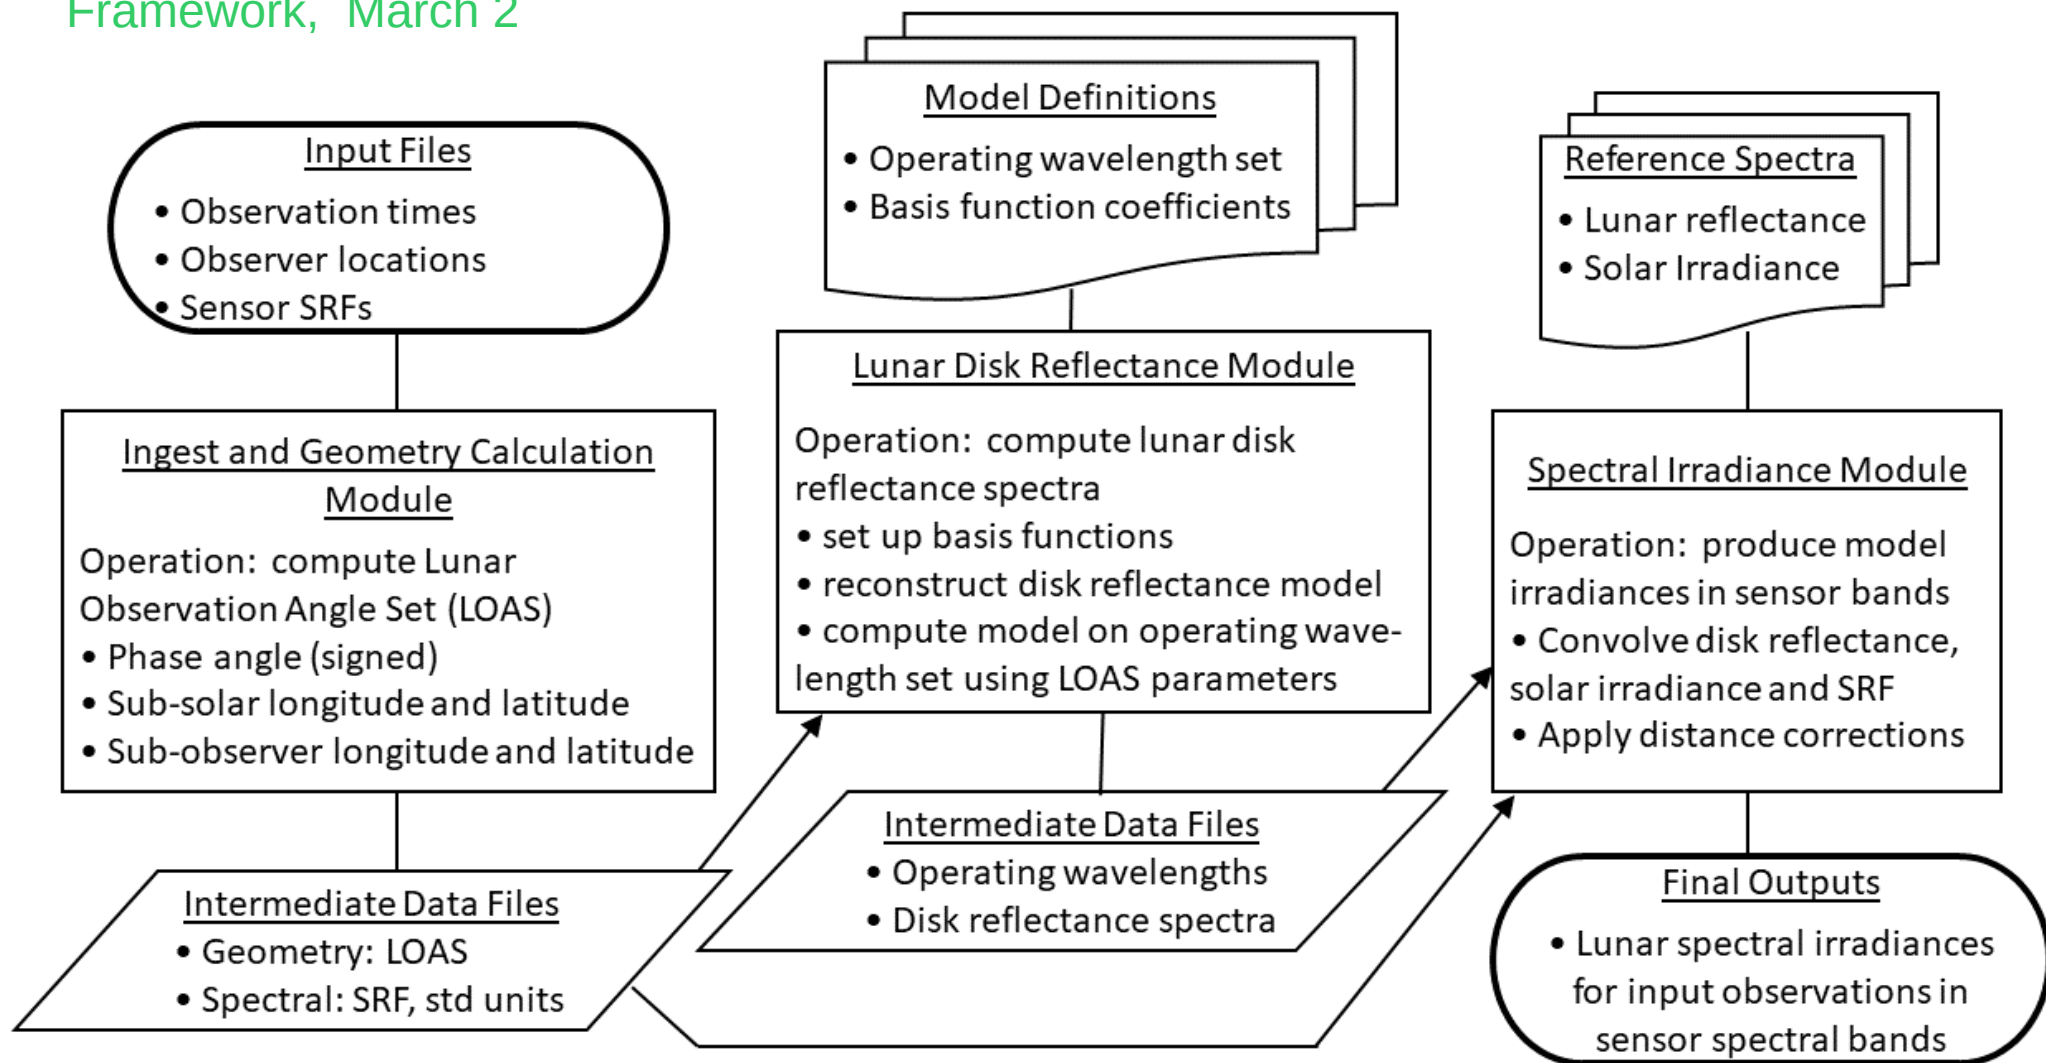 Framework, March 2
Input Files
• Observation times
• Observer locations
• Sensor SRFs
Ingest and Geometry Calculation
Module
Operation: compute Lunar
Observation Angle Set (LOAS)
• Phase angle (signed)
• Sub-solar longitude and latitude
• Sub-observer longitude and latitude
Intermediate Data Files
• Geometry: LOAS
• Spectral: SRF, std units
Model Definitions
• Operating wavelength set
• Basis function coefficients
Lunar Disk Reflectance Module
Operation: compute lunar disk
reflectance spectra
• set up basis functions
• reconstruct disk reflectance model
• compute model on operating wave-
length set using LOAS parameters
Intermediate Data Files
• Operating wavelengths
• Disk reflectance spectra
Reference Spectra
• Lunar reflectance
• Solar Irradiance
Spectral Irradiance Module
Operation: produce model
irradiances in sensor bands
• Convolve disk reflectance,
solar irradiance and SRF
• Apply distance corrections
Final Outputs
• Lunar spectral irradiances
for input observations in
sensor spectral bands